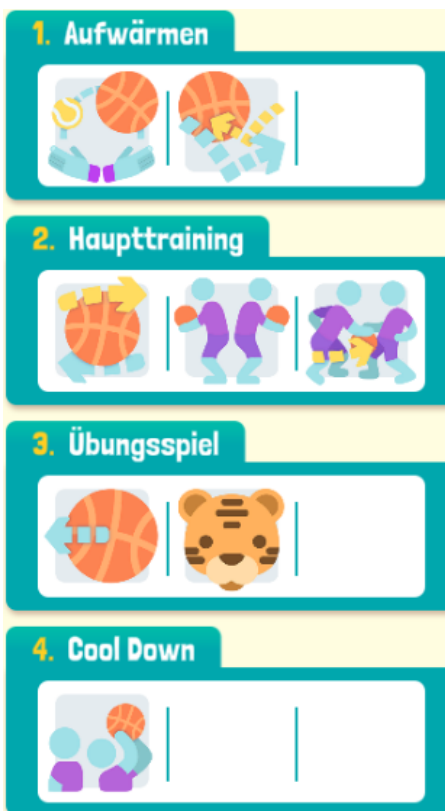 1. Aufwärmen
2. Haupttraining
3. Übungsspiel
4. Cool Down